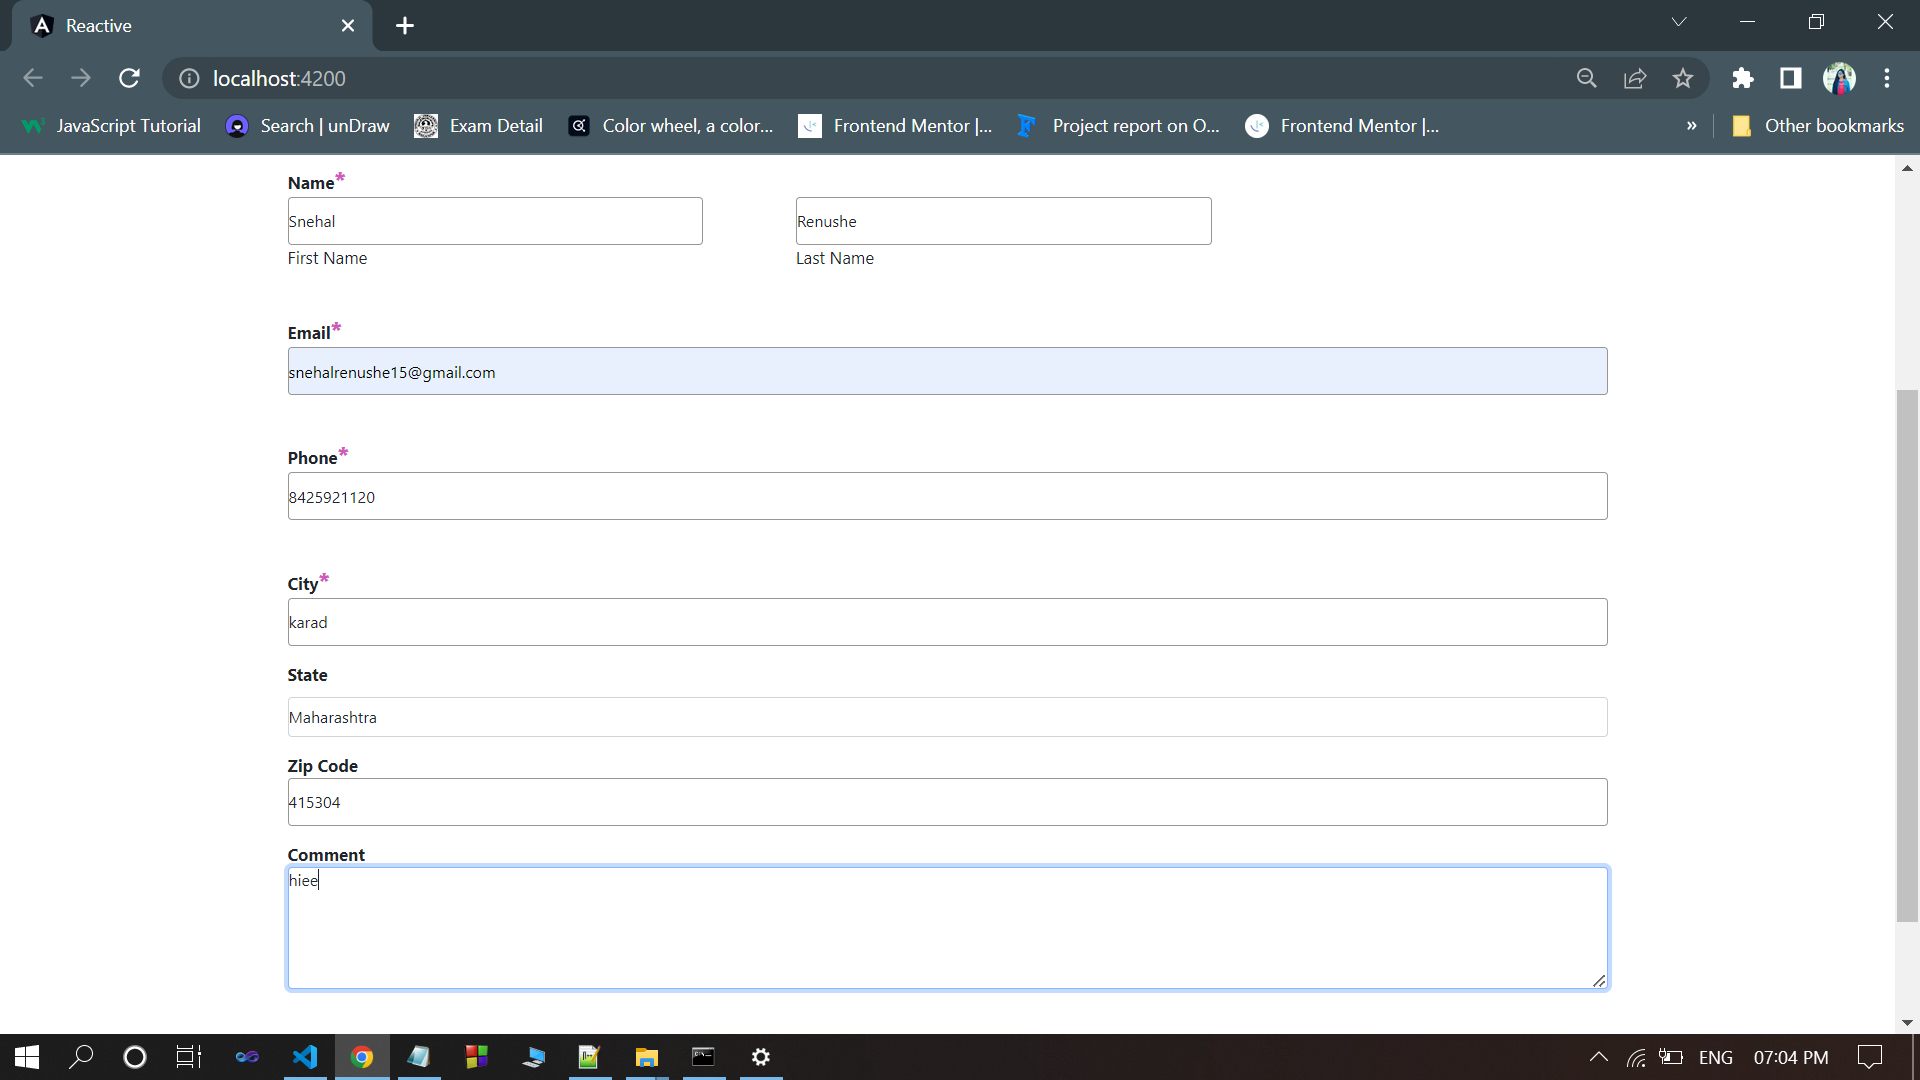 Reactive
localhost:4200
JavaScript Tutorial Search | unDraw Exam Detail Color wheel, a color... Frontend Mentor |... Project report on O... Frontend Mentor |... » Other bookmarks
Name*
Snehal Renushe
First Name Last Name
Email*
snehalrenushe15@gmail.com
Phone*
8425921120
City*
karad
State
Maharashtra
Zip Code
415304
Comment
hiee
ENG 07:04 PM